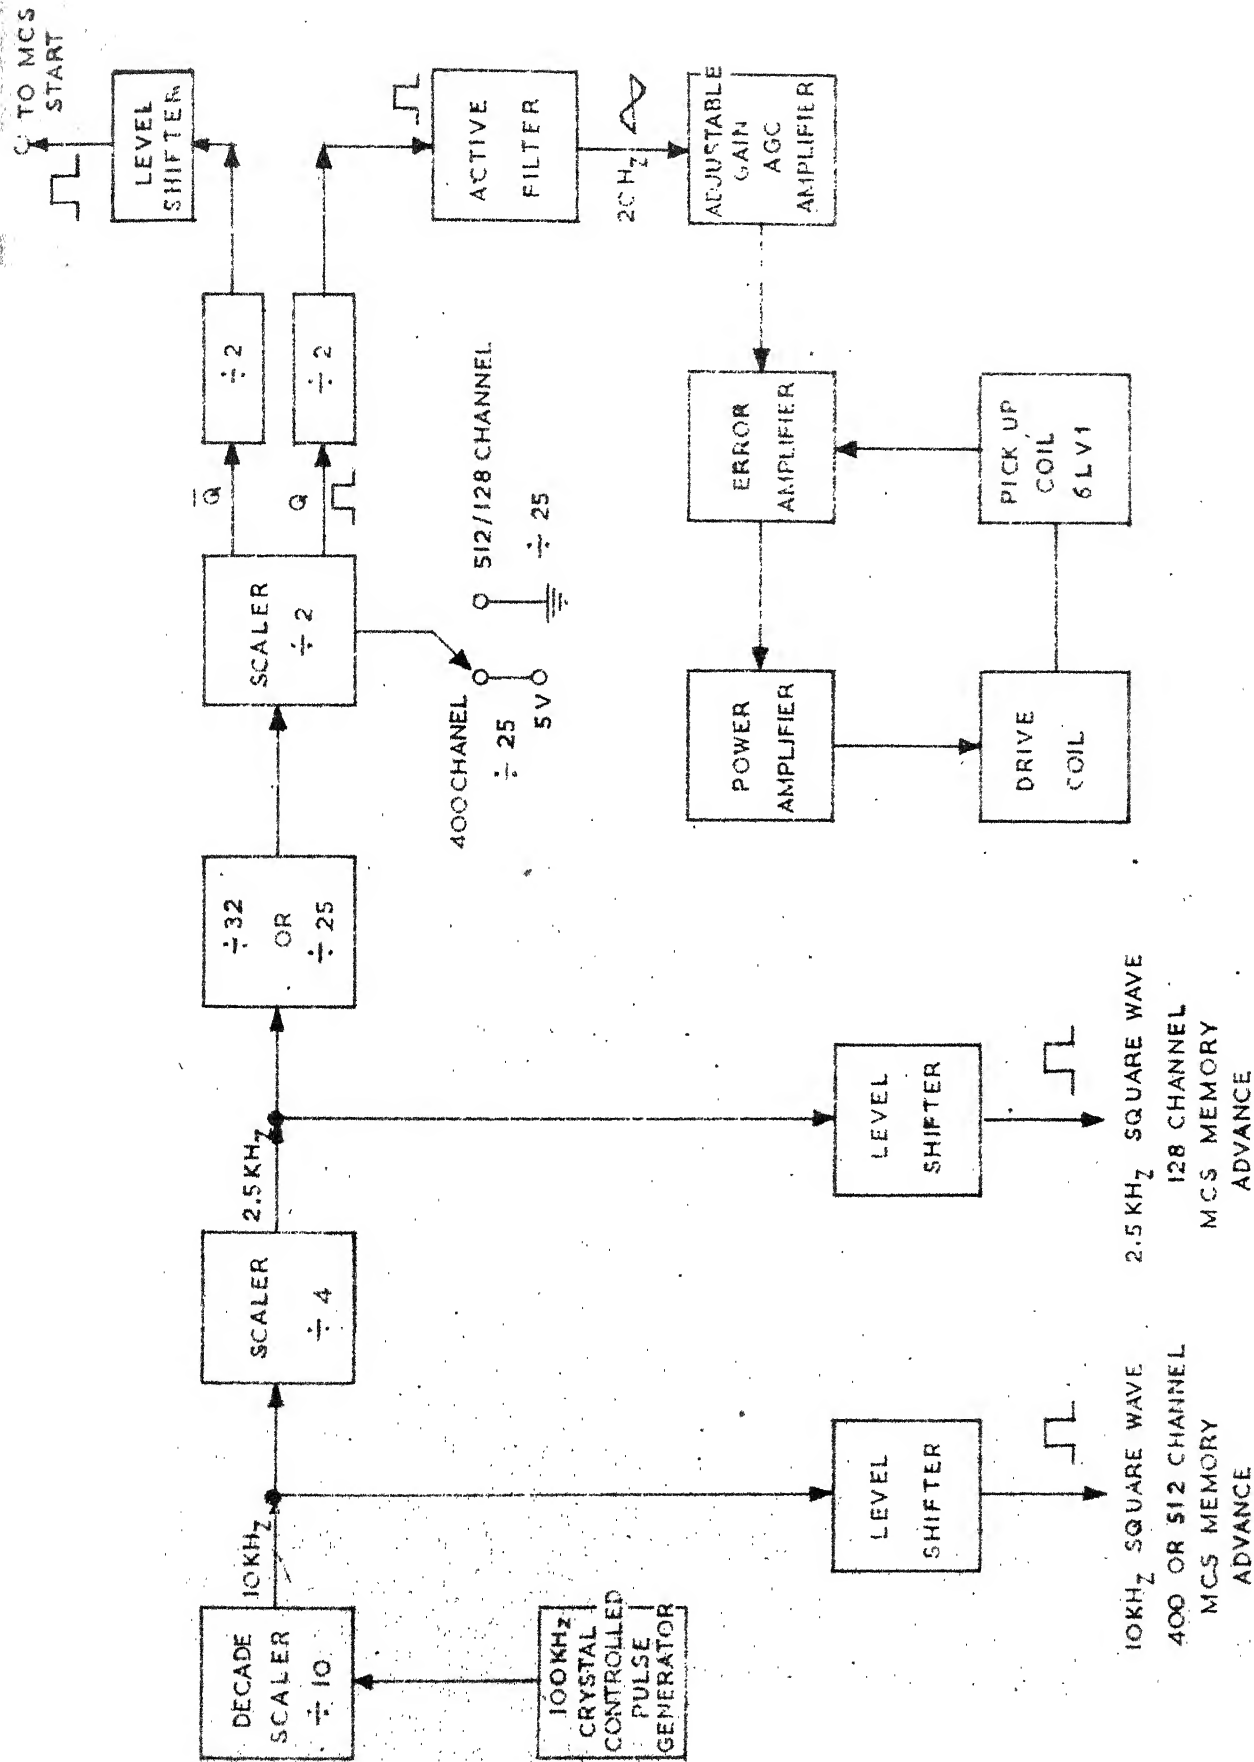 TO MCS
START
LEVEL
SHIFTER
÷ 2
÷ 2
Q̅
Q
ACTIVE
FILTER
20 HZ
ADJUSTABLE
GAIN
AGC
AMPLIFIER
SCALER
÷ 2
512/128 CHANNEL
÷ 25
400 CHANEL
÷ 25
5V
÷32
OR
÷ 25
ERROR
AMPLIFIER
PICK UP
COIL
6LV1
POWER
AMPLIFIER
DRIVE
COIL
2.5KHZ
SCALER
÷ 4
LEVEL
SHIFTER
2.5KHZ SQUARE WAVE
128 CHANNEL
MCS MEMORY
ADVANCE
10KHZ
DECADE
SCALER
÷ 10
100KHZ
CRYSTAL
CONTROLLED
PULSE
GENERATOR
LEVEL
SHIFTER
10KHZ SQUARE WAVE
400 OR 512 CHANNEL
MCS MEMORY
ADVANCE